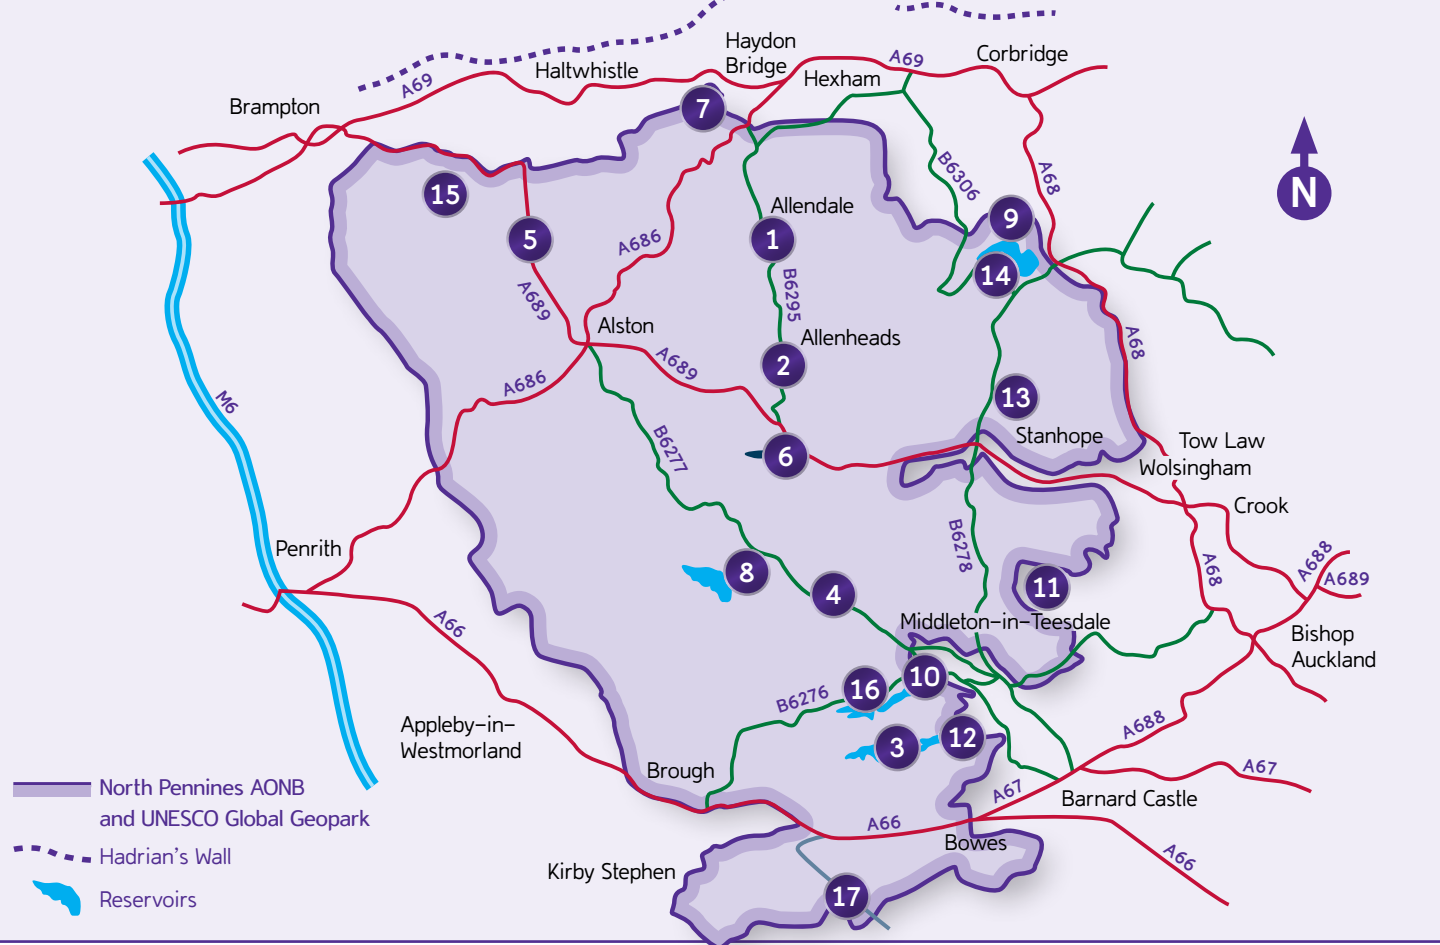 Haydon
Bridge
Corbridge
A69
Haltwhistle
Hexham
A69
Brampton
7
B6306
A68
N
15
Allendale
9
5
1
A686
14
A689
B6295
Alston
Allenheads
A68
A689
2
A686
13
M6
Stanhope
Tow Law
B6277
6
Wolsingham
Crook
B6278
Penrith
A688
A68
A689
8
11
4
A66
Middleton-in-Teesdale
Bishop
Auckland
10
16
B6276
Appleby-in-
Westmorland
A688
12
3
Brough
A67
North Pennines AONB
and UNESCO Global Geopark
A67
Barnard Castle
A66
Bowes
Hadrian's Wall
A66
Kirby Stephen
Reservoirs
17